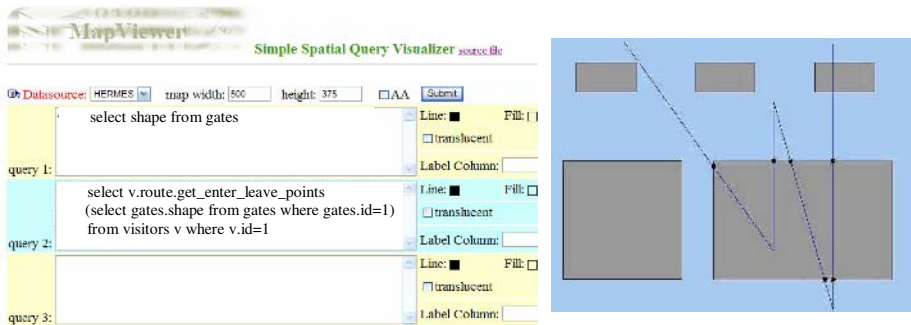 MapViewer
Simple Spatial Query Visualizer source file
Datasource: HERMES map width: 500 height: 375 AA Submit
select shape from gates
Line: Fill:
translucent
query 1: Label Column:
select v.route.get_enter_leave_points
(select gates.shape from gates where gates.id=1)
from visitors v where v.id=1
Line: Fill:
translucent
query 2: Label Column:
Line: Fill:
translucent
query 3: Label Column: